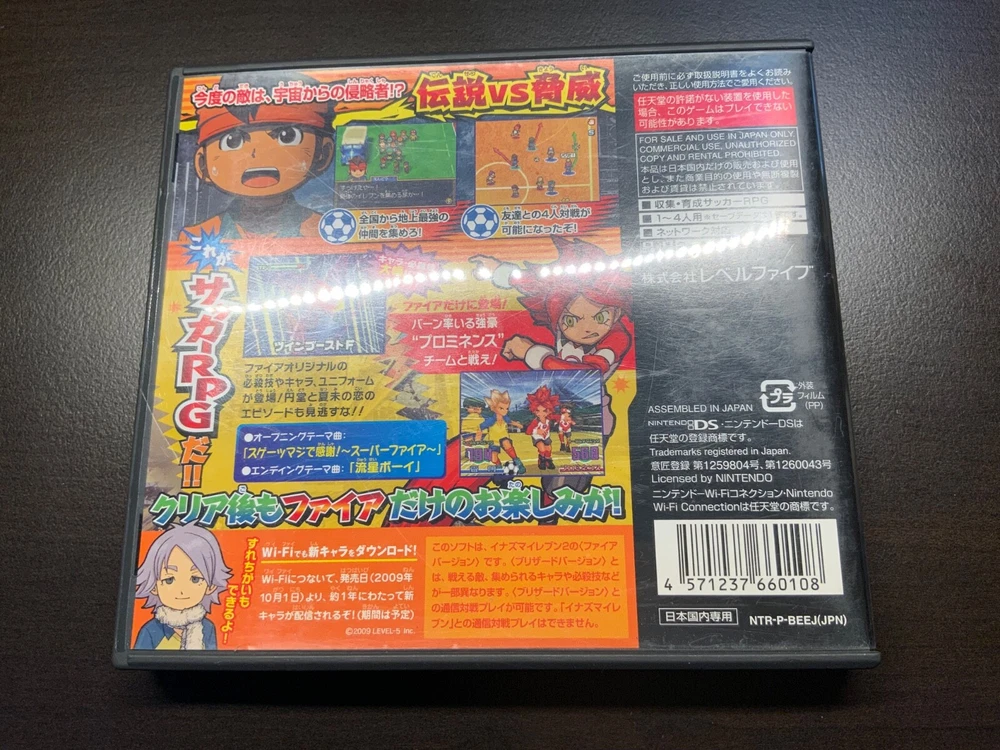 今度の敵は、宇宙からの侵略者!?
伝説vs脅威
全国から地上最強の
仲間を集めろ!
友達との4人対戦が
可能になったぞ!
これが
サッカーRPGだ!!
ツインゴーストF
ファイアだけに登場!
バーン率いる強豪
“プロミネンス”
チームと戦え!
ファイアオリジナルの
必殺技やキャラ、ユニフォーム
が登場!円堂と夏未の恋の
エピソードも見逃すな!!
●オープニングテーマ曲:
「スゲーッマジで感謝!~スーパーファイア~」
●エンディングテーマ曲:「流星ボーイ」
クリア後もファイアだけのお楽しみが!
すれちがいも
できるよ!
Wi-Fiでも新キャラをダウンロード!
Wi-Fiにつないで、発売日(2009年
10月1日)より、約1年にわたって新
キャラが配信されるぞ!(期間は予定)
©2009 LEVEL-5 Inc.
このソフトは、イナズマイレブン2の〈ファイア
バージョン〉です。〈ブリザードバージョン〉と
は、戦える敵、集められるキャラや必殺技などが
一部異なります。〈ブリザードバージョン〉と
の通信対戦プレイが可能です。「イナズマイレ
ブン」との通信対戦プレイはできません。
ご使用前に必ず取扱説明書をよくお読み
いただき、正しい使用方法でご愛用ください。
任天堂の許諾がない装置を使用した
場合、このゲームはプレイできない
可能性があります。
FOR SALE AND USE IN JAPAN ONLY.
COMMERCIAL USE, UNAUTHORIZED
COPY AND RENTAL PROHIBITED.
本品は日本国内だけの販売および使用
とし、また商業目的の使用や無断複製
および賃貸は禁止されています。
収集・育成サッカーRPG
1~4人用
ネットワーク対応
株式会社レベルファイブ
外装
フィルム
(PP)
プラ
ASSEMBLED IN JAPAN
NINTENDO DS・ニンテンドーDSiは
任天堂の登録商標です。
Trademarks registered in Japan.
意匠登録 第1259804号、第1260043号
Licensed by NINTENDO
ニンテンドーWi-Fiコネクション・Nintendo
Wi-Fi Connectionは任天堂の商標です。
4 571237 660108
日本国内専用
NTR-P-BEEJ(JPN)